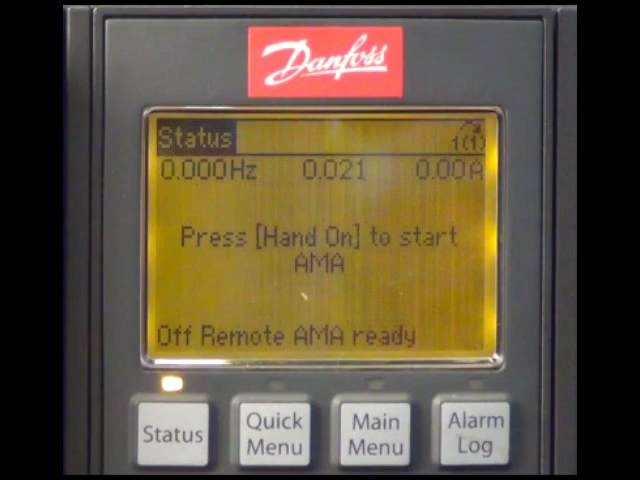 Danfoss
Status 1(1)
0.000Hz 0.021 0.00A
Press [Hand On] to start
AMA
Off Remote AMA ready
Status
Quick
Menu
Main
Menu
Alarm
Log